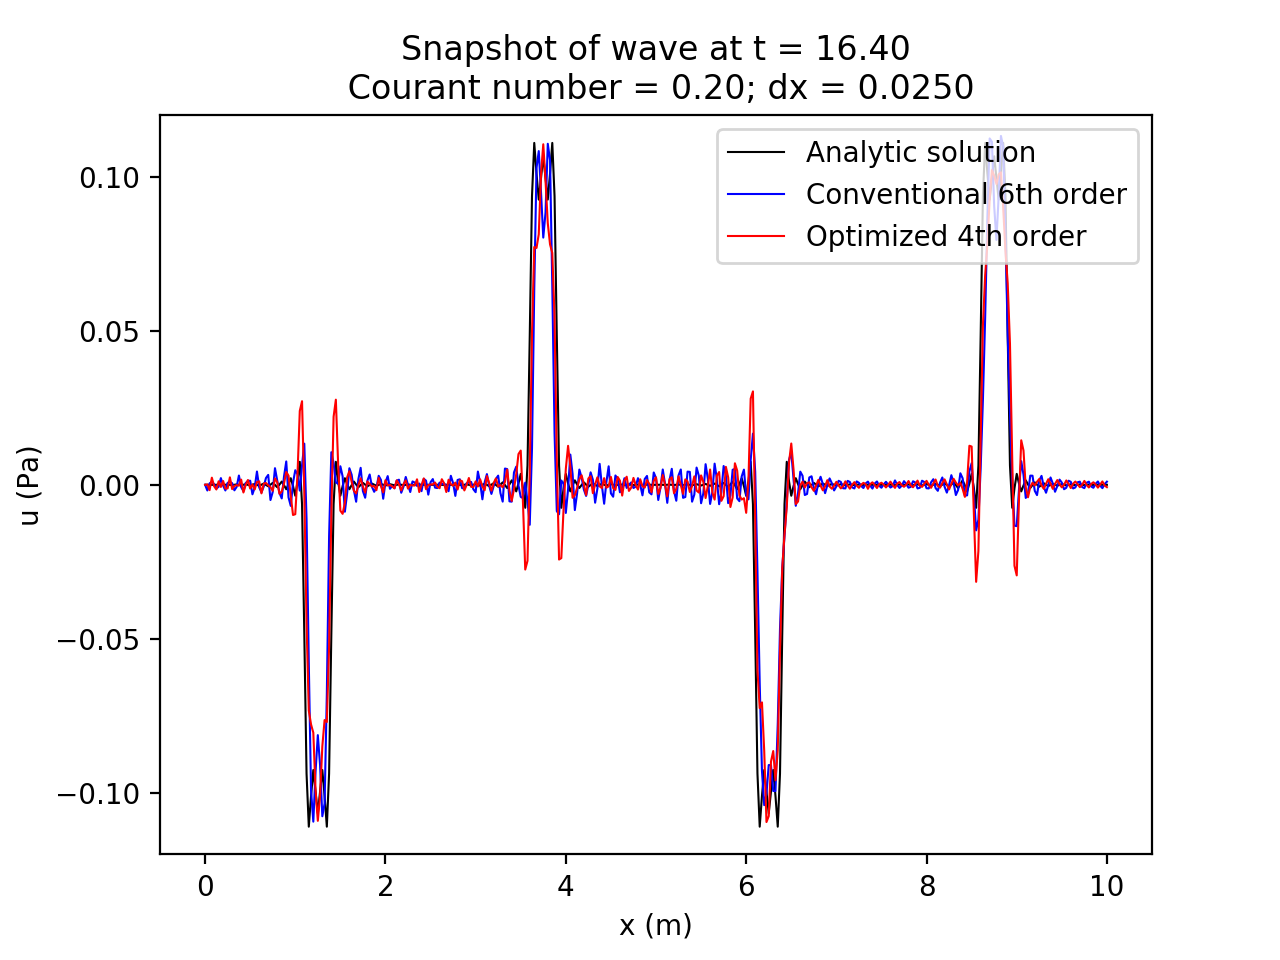 Snapshot of wave at t = 16.40
Courant number = 0.20; dx = 0.0250
Analytic solution
Conventional 6th order
Optimized 4th order
0.10
0.05
0.00
−0.05
−0.10
u (Pa)
0 2 4 6 8 10
x (m)